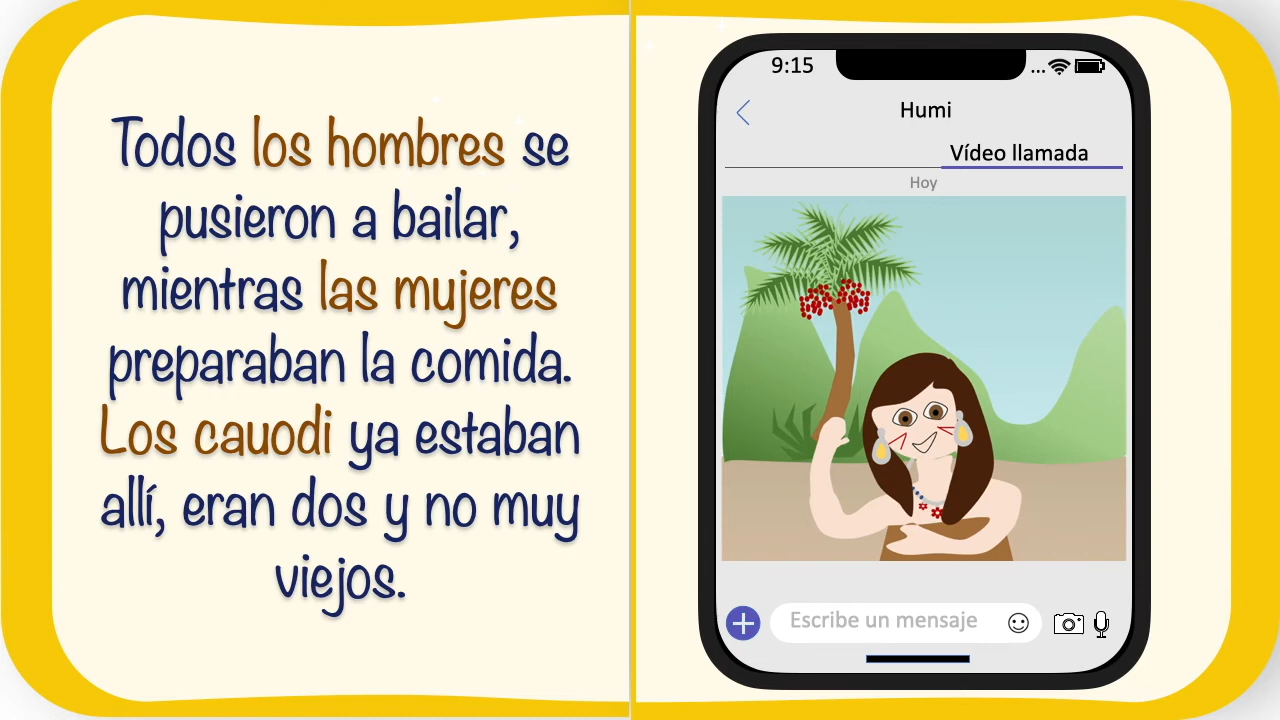 Todos los hombres se
pusieron a bailar,
mientras las mujeres
preparaban la comida.
Los cauodi ya estaban
allí, eran dos y no muy
viejos.
9:15
...
Humi
Vídeo llamada
Hoy
Escribe un mensaje